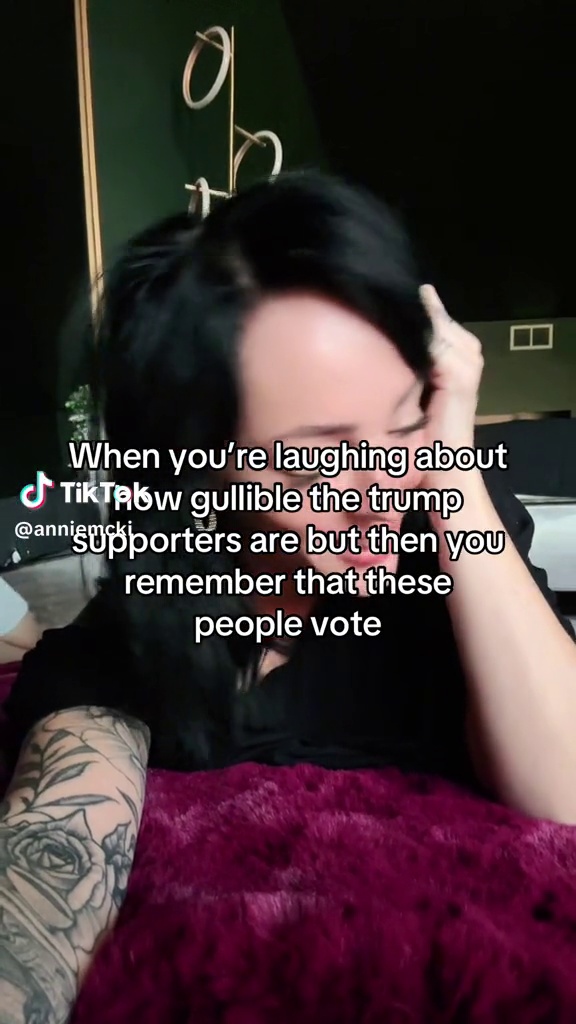 When you're laughing about
how gullible the trump
supporters are but then you
remember that these
people vote
TikTok
@anniemcki